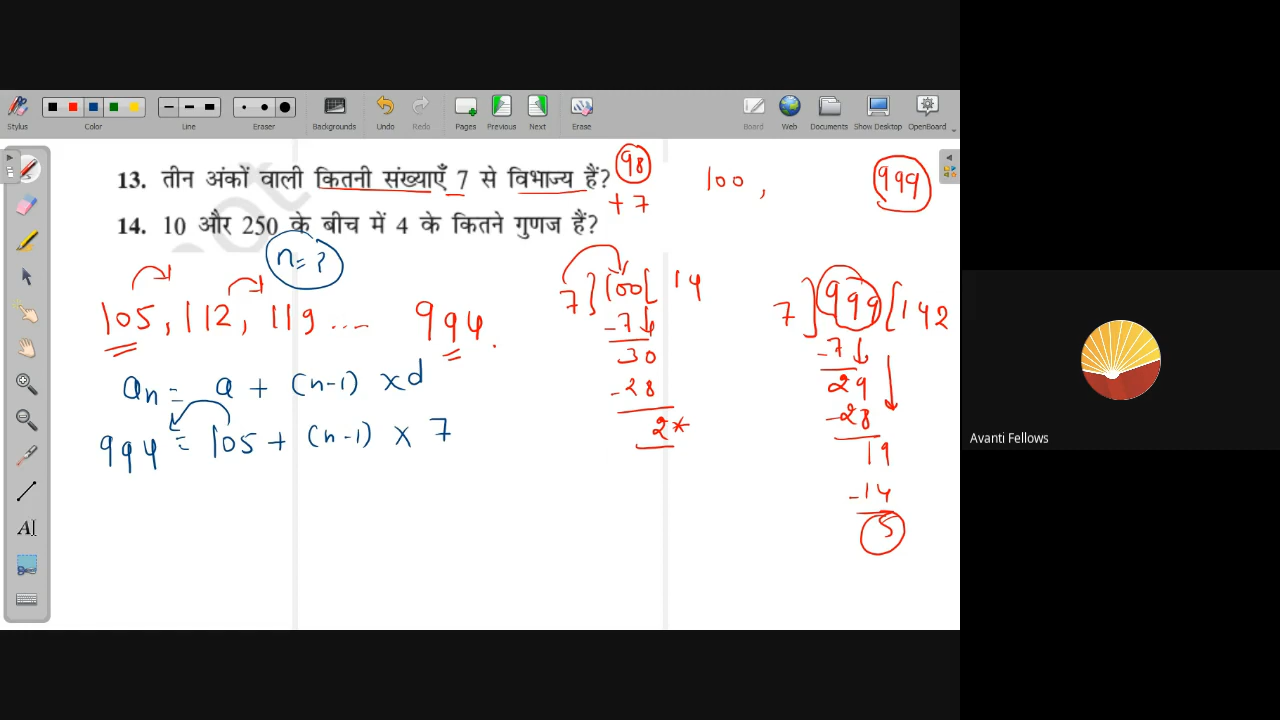 Stylus
Color
Line
Eraser
Backgrounds
Undo
Redo
Pages
Previous
Next
Erase
Board
Web
Documents
Show Desktop
OpenBoard
13. तीन अंकों वाली कितनी संख्याएँ 7 से विभाज्य हैं?
98
+ 7
100 ,
999
14. 10 और 250 के बीच में 4 के कितने गुणज हैं?
n = ?
105, 112, 119 .... 994.
an = a + (n-1) xd
994 = 105 + (n-1) x 7
7)100(14
-7
30
-28
2*
7)999(142
-7
29
-28
19
-14
5
A
Avanti Fellows